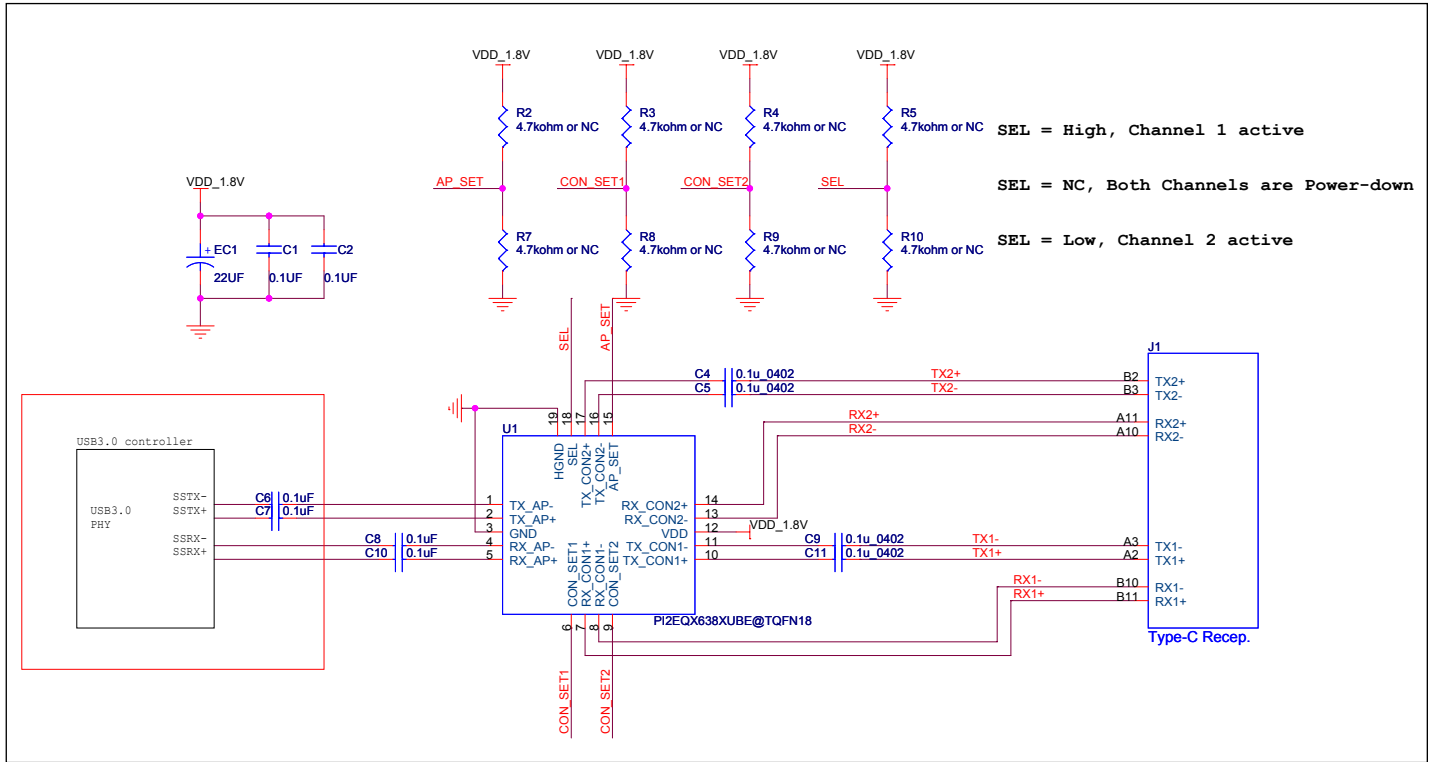 VDD_1.8V
VDD_1.8V
VDD_1.8V
VDD_1.8V
R2
4.7kohm or NC
R3
4.7kohm or NC
R4
4.7kohm or NC
R5
4.7kohm or NC
SEL = High, Channel 1 active
AP_SET
CON_SET1
CON_SET2
SEL
SEL = NC, Both Channels are Power-down
R7
4.7kohm or NC
R8
4.7kohm or NC
R9
4.7kohm or NC
R10
4.7kohm or NC
SEL = Low, Channel 2 active
VDD_1.8V
+
EC1
22UF
C1
0.1UF
C2
0.1UF
SEL
AP_SET
C4
0.1u_0402
TX2+
C5
0.1u_0402
TX2-
RX2+
RX2-
J1
B2
TX2+
B3
TX2-
A11
RX2+
A10
RX2-
A3
TX1-
A2
TX1+
B10
RX1-
B11
RX1+
Type-C Recep.
USB3.0 controller
USB3.0
PHY
SSTX-
SSTX+
SSRX-
SSRX+
C6
0.1uF
C7
0.1uF
C8
0.1uF
C10
0.1uF
U1
19
18
17
16
15
HGND
SEL
TX_CON2+
TX_CON2-
AP_SET
1
TX_AP-
2
TX_AP+
3
GND
4
RX_AP-
5
RX_AP+
RX_CON2+
14
RX_CON2-
13
VDD
12
VDD_1.8V
TX_CON1-
11
TX_CON1+
10
CON_SET1
RX_CON1+
RX_CON1-
CON_SET2
6
7
8
9
PI2EQX638XUBE@TQFN18
C9
0.1u_0402
TX1-
C11
0.1u_0402
TX1+
RX1-
RX1+
CON_SET1
CON_SET2